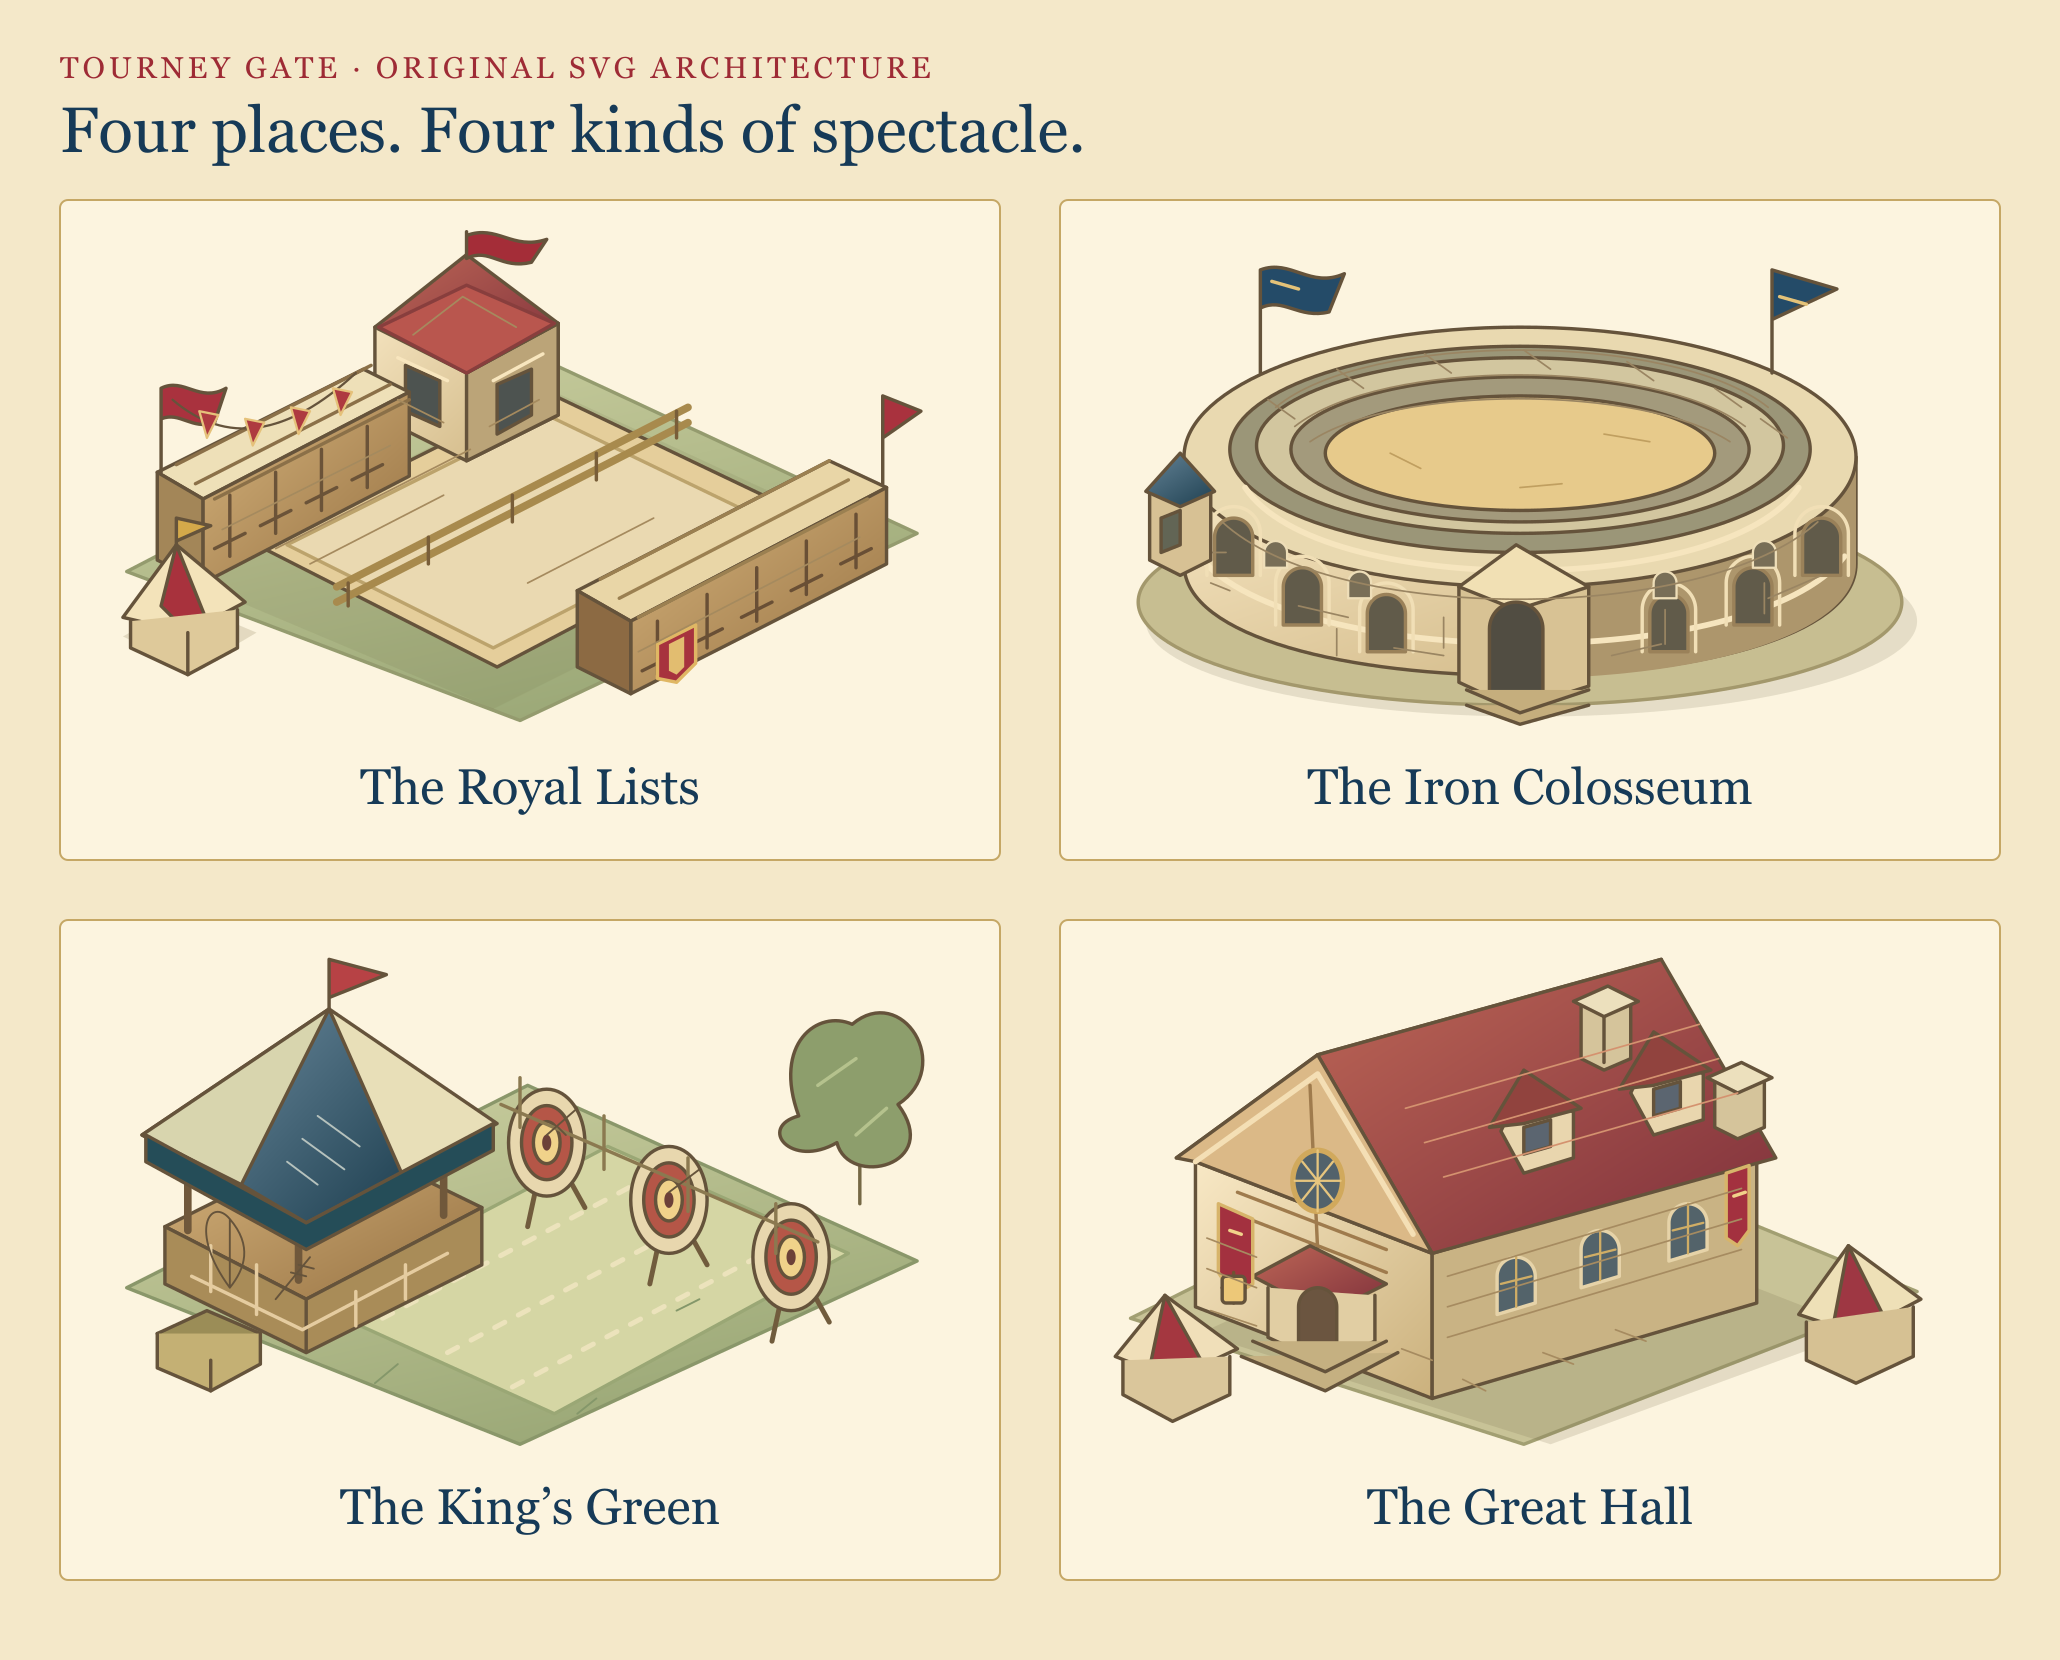 TOURNEY GATE · ORIGINAL SVG ARCHITECTURE
Four places. Four kinds of spectacle.
The Royal Lists
The Iron Colosseum
The King’s Green
The Great Hall